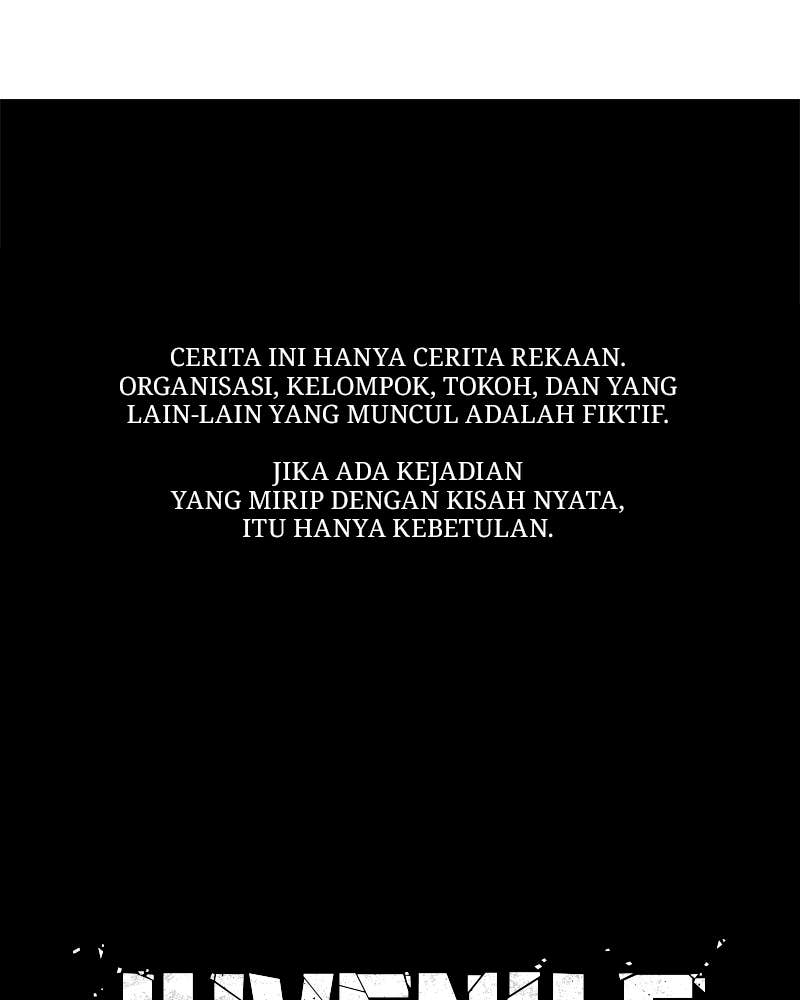 CERITA INI HANYA CERITA REKAAN.
ORGANISASI, KELOMPOK, TOKOH, DAN YANG
LAIN-LAIN YANG MUNCUL ADALAH FIKTIF.
JIKA ADA KEJADIAN
YANG MIRIP DENGAN KISAH NYATA,
ITU HANYA KEBETULAN.
JUVENILE